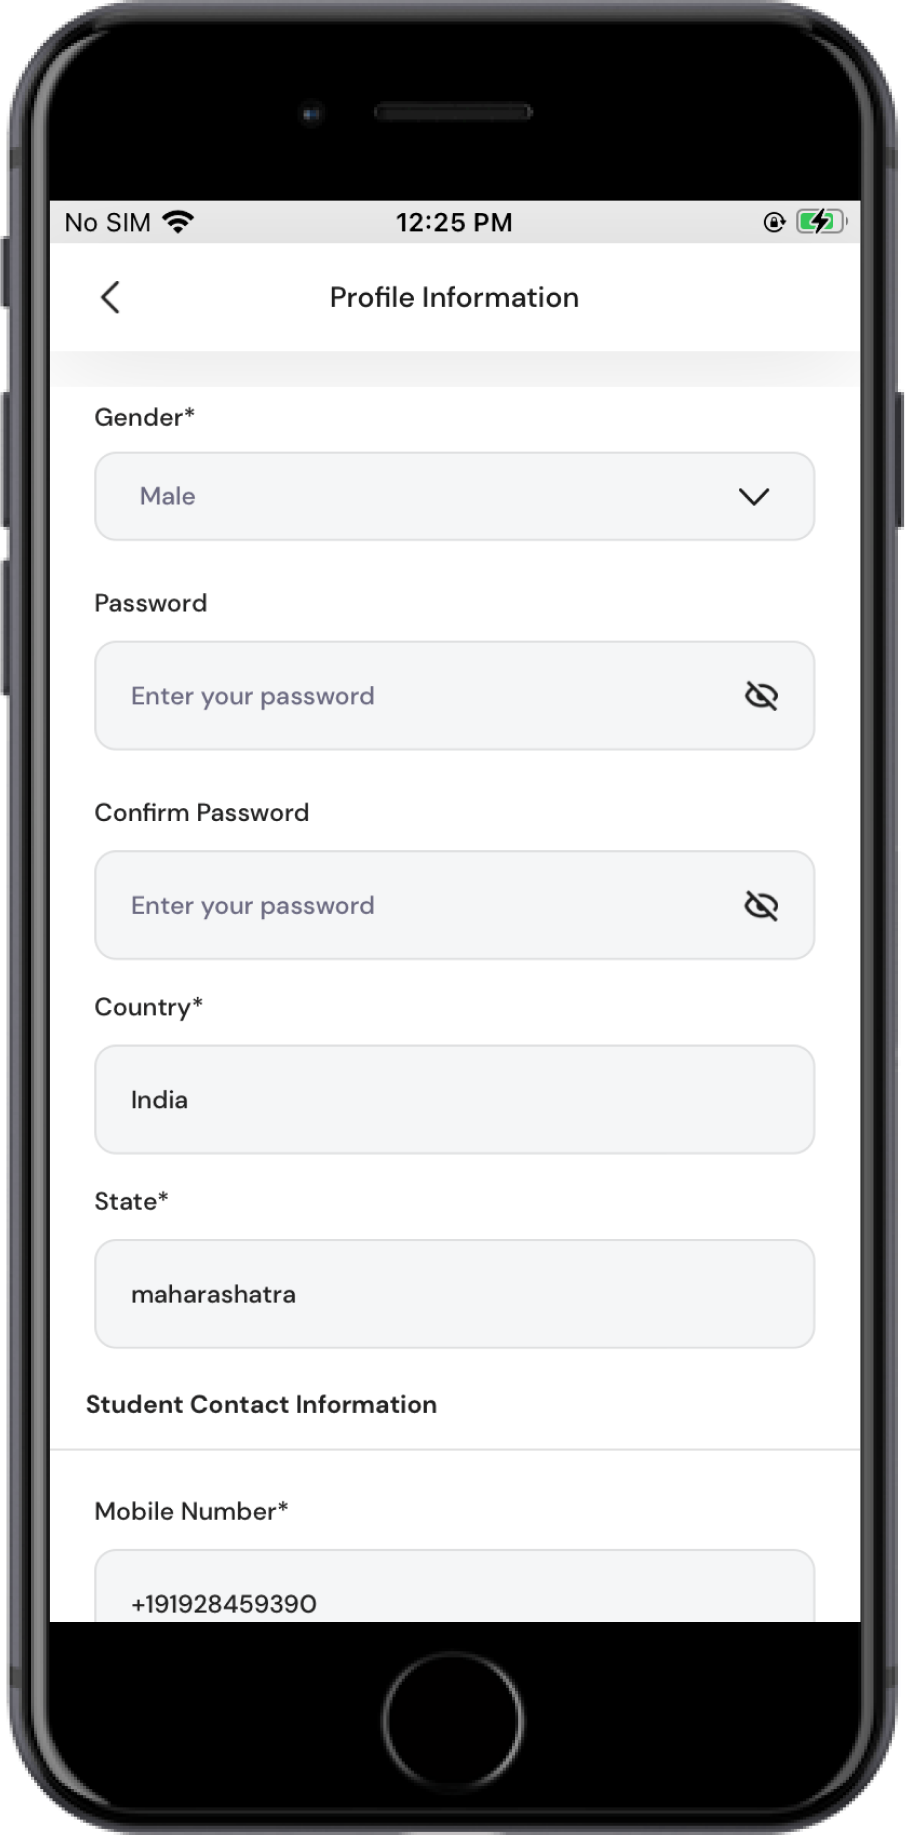 No SIM 12:25 PM
Profile Information
Gender*
Male
Password
Enter your password
Confirm Password
Enter your password
Country*
India
State*
maharashatra
Student Contact Information
Mobile Number*
+191928459390